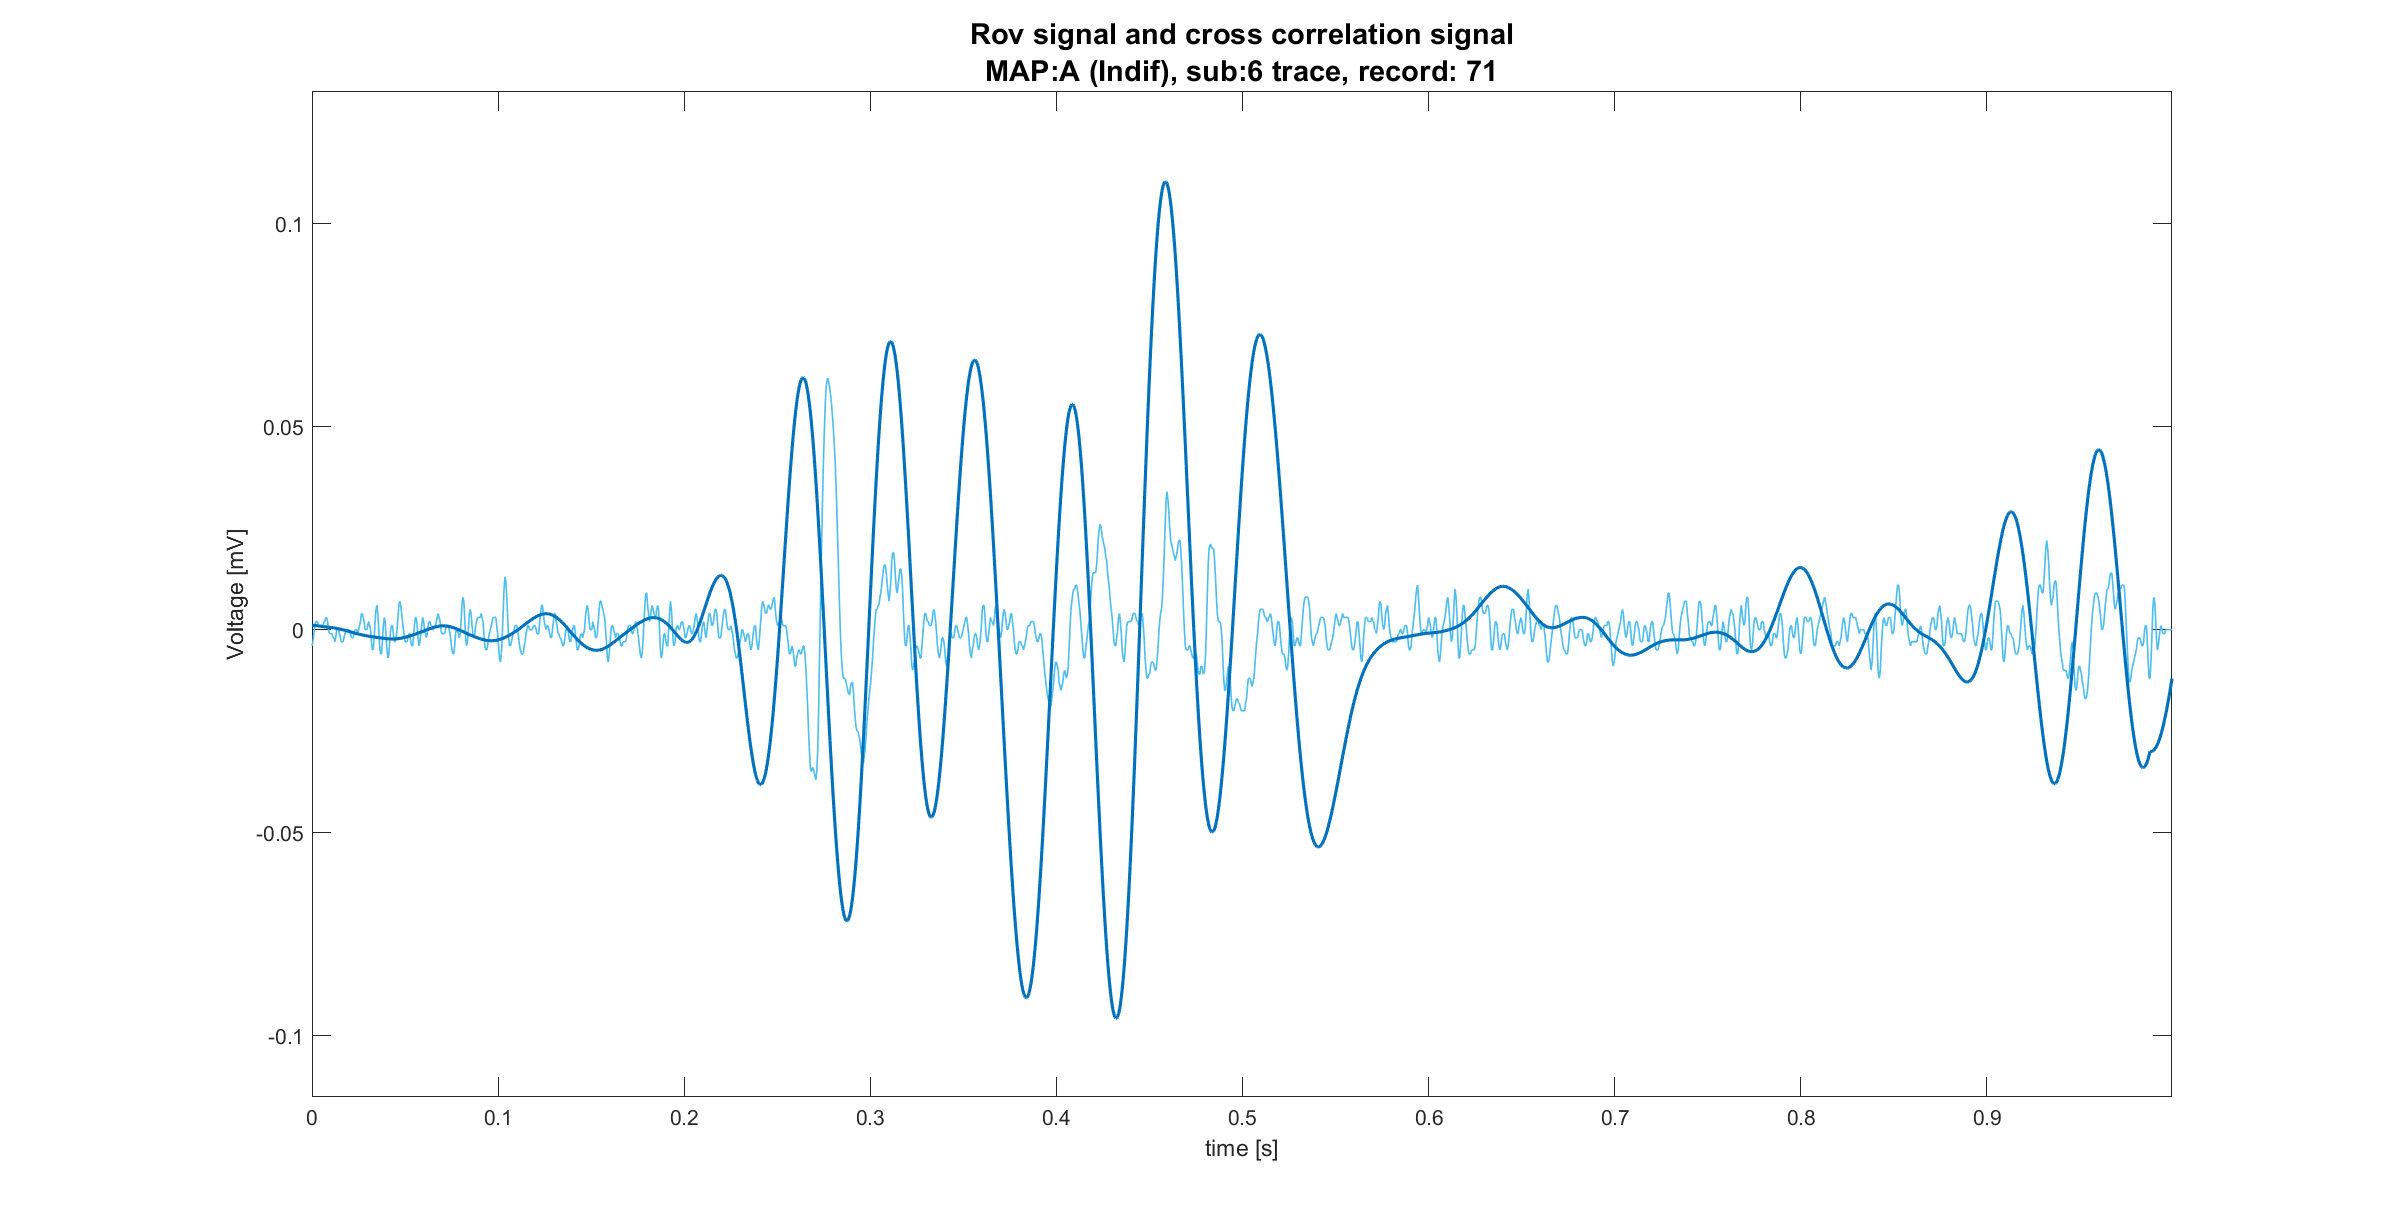 Rov signal and cross correlation signal
MAP:A (Indif), sub:6 trace, record: 71
Voltage [mV]
0.1
0.05
0
-0.05
-0.1
0 0.1 0.2 0.3 0.4 0.5 0.6 0.7 0.8 0.9
time [s]